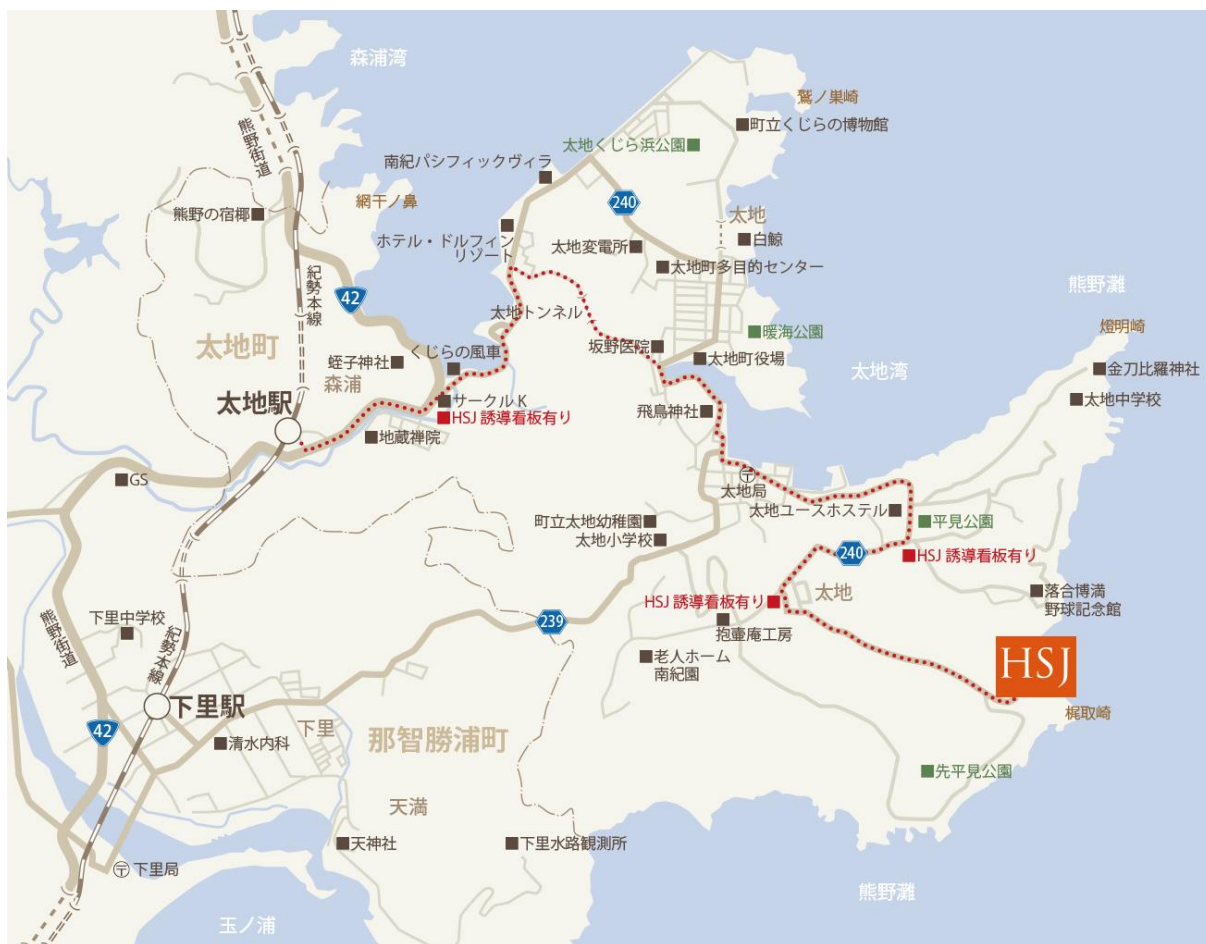 森浦湾
鷲ノ巣崎
町立くじらの博物館
太地くじら浜公園
熊野街道
南紀パシフィックヴィラ
240
網干ノ鼻
熊野の宿椰
太地
白鯨
ホテル・ドルフィン
リゾート
太地変電所
太地町多目的センター
熊野灘
紀勢本線
42
太地トンネル
燈明崎
暖海公園
太地町
坂野医院
くじらの風車
蛭子神社
太地町役場
太地湾
金刀比羅神社
森浦
太地駅
サークルK
太地中学校
HSJ 誘導看板有り
飛鳥神社
地蔵禅院
GS
〒
太地局
太地ユースホステル
町立太地幼稚園
平見公園
太地小学校
240
HSJ 誘導看板有り
太地
落合博満
野球記念館
HSJ 誘導看板有り
下里中学校
239
抱壷庵工房
熊野街道
紀勢本線
老人ホーム
南紀園
HSJ
下里駅
梶取崎
42
下里
那智勝浦町
清水内科
先平見公園
天満
天神社
下里水路観測所
〒下里局
熊野灘
玉ノ浦